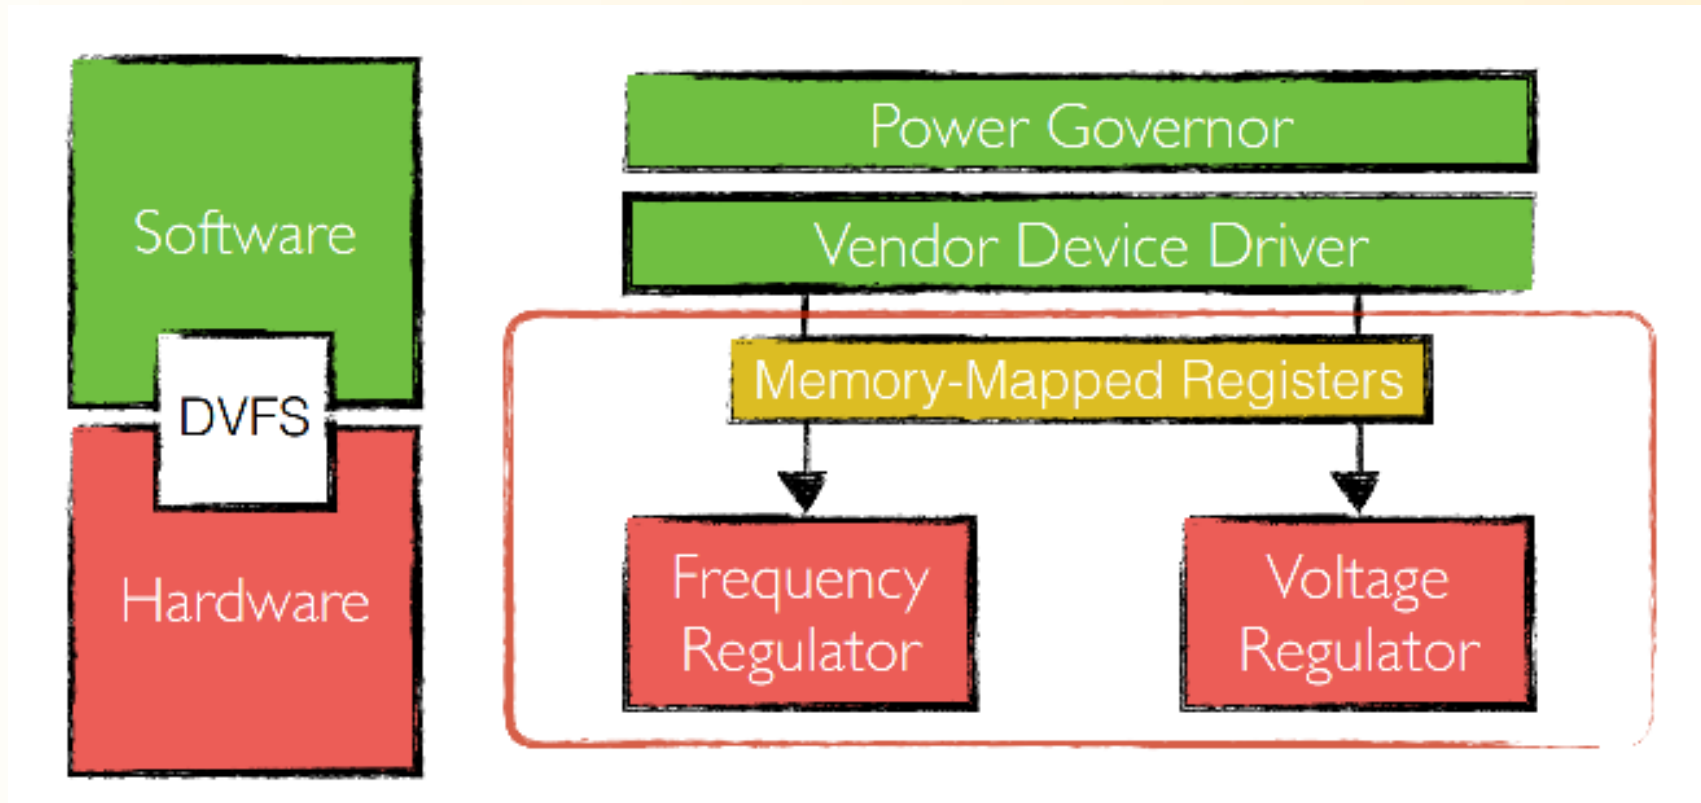 Software
DVFS
Hardware
Power Governor
Vendor Device Driver
Memory-Mapped Registers
Frequency
Regulator
Voltage
Regulator